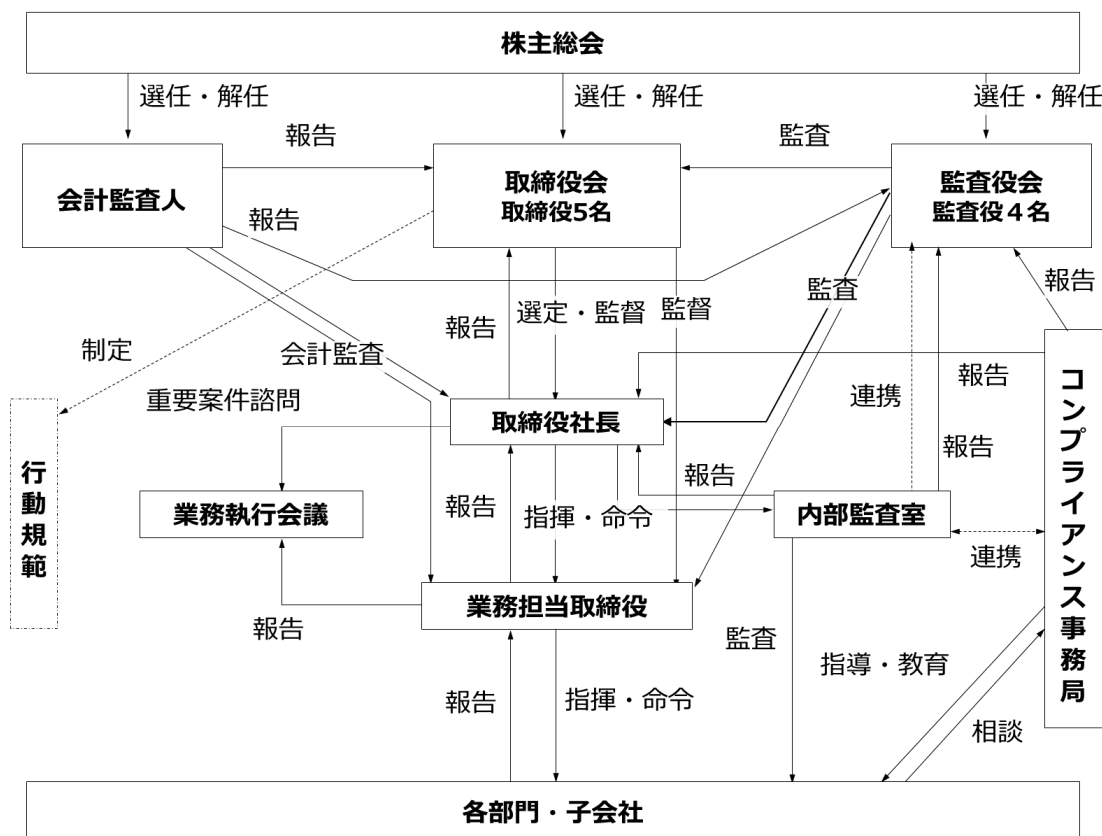 株主総会
選任・解任
選任・解任
選任・解任
報告
監査
会計監査人
取締役会
取締役5名
監査役会
監査役４名
報告
報告
監査
報告
選定・監督
監督
制定
会計監査
報告
重要案件諮問
連携
取締役社長
コンプライアンス事務局
行動規範
報告
報告
報告
業務執行会議
指揮・命令
内部監査室
連携
業務担当取締役
報告
監査
指導・教育
報告
指揮・命令
相談
各部門・子会社